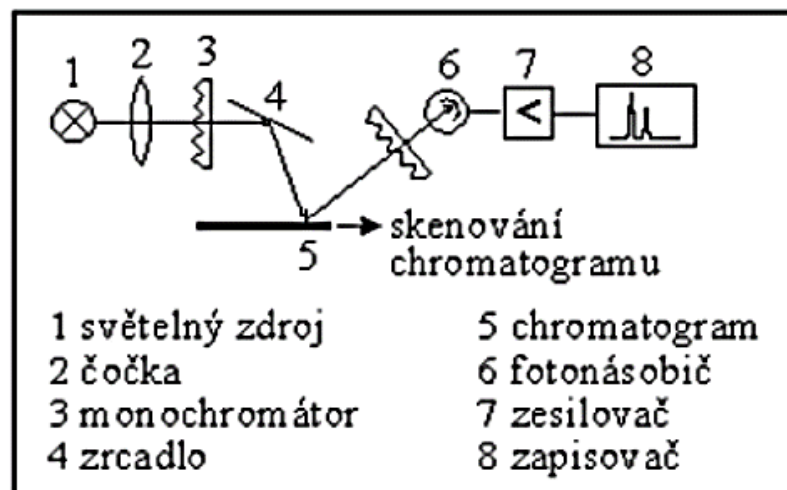 1 2 3 4 6 7 8
<
5 skenování
chromatogramu
1 světelný zdroj
2 čočka
3 monochromátor
4 zrcadlo
5 chromatogram
6 fotonásobič
7 zesilovač
8 zapisovač